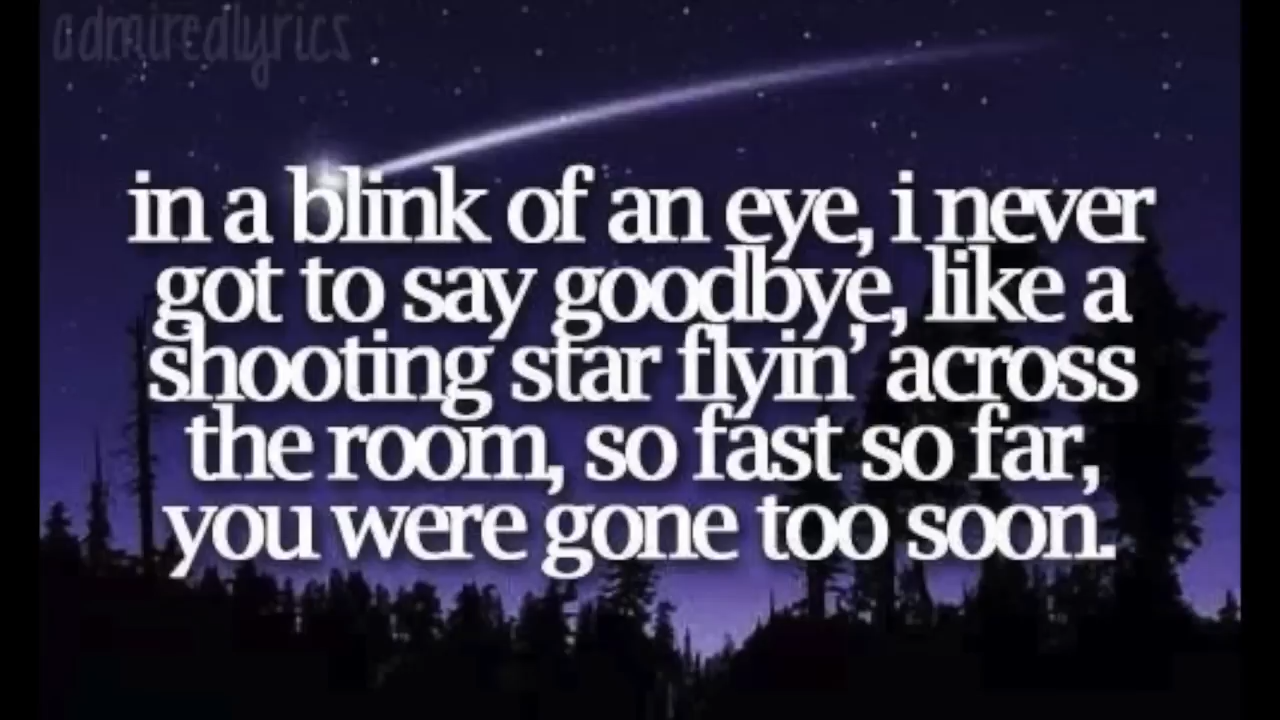 admiredlyrics
in a blink of an eye, i never
got to say goodbye, like a
shooting star flyin' across
the room, so fast so far,
you were gone too soon.